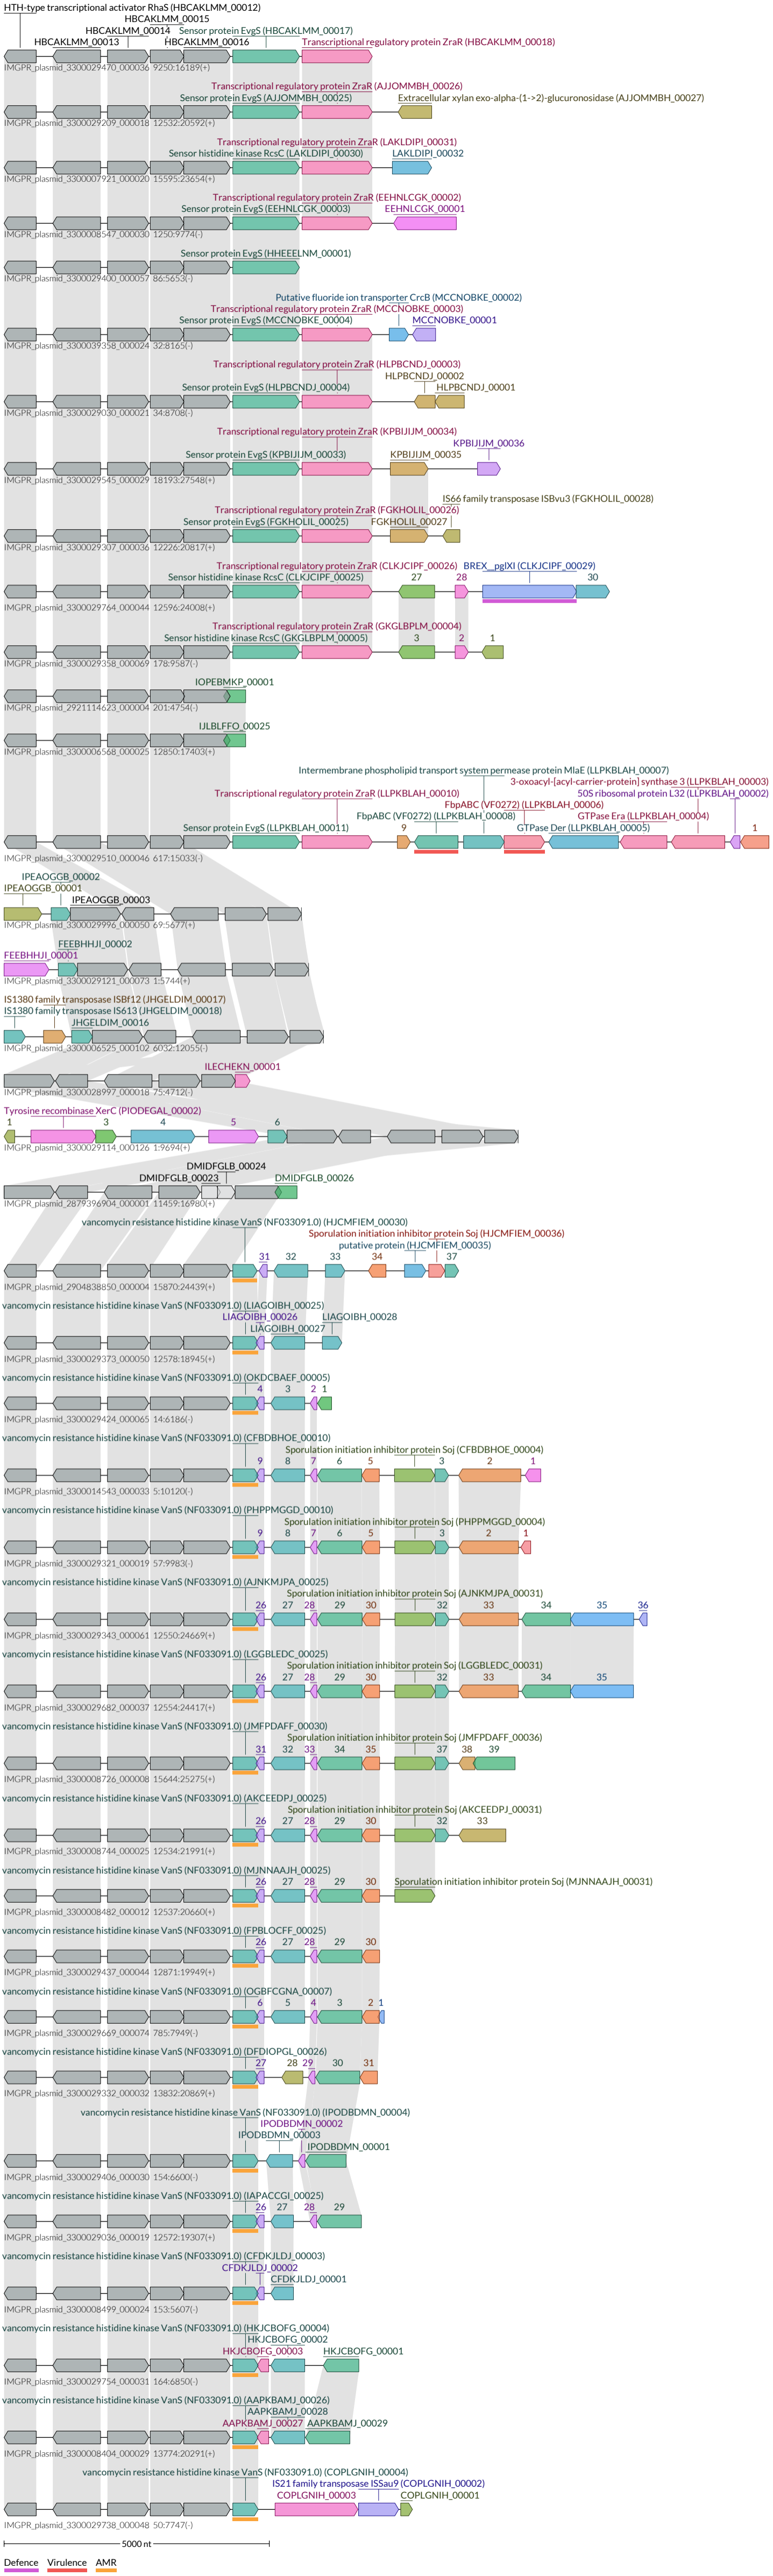 HTH-type transcriptional activator RhaS (HBCAKLMM_00012)
HBCAKLMM_00015
HBCAKLMM_00014 Sensor protein EvgS (HBCAKLMM_00017)
HBCAKLMM_00013 HBCAKLMM_00016 Transcriptional regulatory protein ZraR (HBCAKLMM_00018)
IMGPR_plasmid_3300029470_000036 9250:16189(+)
Transcriptional regulatory protein ZraR (AJJOMMBH_00026)
Sensor protein EvgS (AJJOMMBH_00025) Extracellular xylan exo-alpha-(1->2)-glucuronosidase (AJJOMMBH_00027)
IMGPR_plasmid_3300029209_000018 12532:20592(+)
Transcriptional regulatory protein ZraR (LAKLDIPI_00031)
Sensor histidine kinase RcsC (LAKLDIPI_00030) LAKLDIPI_00032
IMGPR_plasmid_3300007921_000020 15595:23654(+)
Transcriptional regulatory protein ZraR (EEHNLCGK_00002)
Sensor protein EvgS (EEHNLCGK_00003) EEHNLCGK_00001
IMGPR_plasmid_3300008547_000030 1250:9774(-)
Sensor protein EvgS (HHEEELNM_00001)
IMGPR_plasmid_3300029400_000057 86:5653(-)
Putative fluoride ion transporter CrcB (MCCNOBKE_00002)
Transcriptional regulatory protein ZraR (MCCNOBKE_00003)
Sensor protein EvgS (MCCNOBKE_00004) MCCNOBKE_00001
IMGPR_plasmid_3300039358_000024 32:8165(-)
Transcriptional regulatory protein ZraR (HLPBCNDJ_00003)
HLPBCNDJ_00002
Sensor protein EvgS (HLPBCNDJ_00004) HLPBCNDJ_00001
IMGPR_plasmid_3300029030_000021 34:8708(-)
Transcriptional regulatory protein ZraR (KPBIJIJM_00034)
KPBIJIJM_00036
Sensor protein EvgS (KPBIJIJM_00033) KPBIJIJM_00035
IMGPR_plasmid_3300029545_000029 18193:27548(+)
IS66 family transposase ISBvu3 (FGKHOLIL_00028)
Transcriptional regulatory protein ZraR (FGKHOLIL_00026)
Sensor protein EvgS (FGKHOLIL_00025) FGKHOLIL_00027
IMGPR_plasmid_3300029307_000036 12226:20817(+)
Transcriptional regulatory protein ZraR (CLKJCIPF_00026) BREX__pglXI (CLKJCIPF_00029)
Sensor histidine kinase RcsC (CLKJCIPF_00025) 27 28 30
IMGPR_plasmid_3300029764_000044 12596:24008(+)
Transcriptional regulatory protein ZraR (GKGLBPLM_00004)
Sensor histidine kinase RcsC (GKGLBPLM_00005) 3 2 1
IMGPR_plasmid_3300029358_000069 178:9587(-)
IOPEBMKP_00001
IMGPR_plasmid_2921114623_000004 201:4754(-)
IJLBLFFO_00025
IMGPR_plasmid_3300006568_000025 12850:17403(+)
Intermembrane phospholipid transport system permease protein MlaE (LLPKBLAH_00007)
3-oxoacyl-[acyl-carrier-protein] synthase 3 (LLPKBLAH_00003)
Transcriptional regulatory protein ZraR (LLPKBLAH_00010) 50S ribosomal protein L32 (LLPKBLAH_00002)
FbpABC (VF0272) (LLPKBLAH_00006)
FbpABC (VF0272) (LLPKBLAH_00008) GTPase Era (LLPKBLAH_00004)
Sensor protein EvgS (LLPKBLAH_00011) 9 GTPase Der (LLPKBLAH_00005) 1
IMGPR_plasmid_3300029510_000046 617:15033(-)
IPEAOGGB_00002
IPEAOGGB_00001
IPEAOGGB_00003
IMGPR_plasmid_3300029996_000050 69:5677(+)
FEEBHHJI_00002
FEEBHHJI_00001
IMGPR_plasmid_3300029121_000073 1:5744(+)
IS1380 family transposase ISBf12 (JHGELDIM_00017)
IS1380 family transposase IS613 (JHGELDIM_00018)
JHGELDIM_00016
IMGPR_plasmid_3300006525_000102 6032:12055(-)
ILECHEKN_00001
IMGPR_plasmid_3300028997_000018 75:4712(-)
Tyrosine recombinase XerC (PIODEGAL_00002)
1 3 4 5 6
IMGPR_plasmid_3300029114_000126 1:9694(+)
DMIDFGLB_00024
DMIDFGLB_00023 DMIDFGLB_00026
IMGPR_plasmid_2879396904_000001 11459:16980(+)
vancomycin resistance histidine kinase VanS (NF033091.0) (HJCMFIEM_00030)
Sporulation initiation inhibitor protein Soj (HJCMFIEM_00036)
putative protein (HJCMFIEM_00035)
31 32 33 34 37
IMGPR_plasmid_2904838850_000004 15870:24439(+)
vancomycin resistance histidine kinase VanS (NF033091.0) (LIAGOIBH_00025)
LIAGOIBH_00026 LIAGOIBH_00028
LIAGOIBH_00027
IMGPR_plasmid_3300029373_000050 12578:18945(+)
vancomycin resistance histidine kinase VanS (NF033091.0) (OKDCBAEF_00005)
4 3 2 1
IMGPR_plasmid_3300029424_000065 14:6186(-)
vancomycin resistance histidine kinase VanS (NF033091.0) (CFBDBHOE_00010)
Sporulation initiation inhibitor protein Soj (CFBDBHOE_00004)
9 8 7 6 5 3 2 1
IMGPR_plasmid_3300014543_000033 5:10120(-)
vancomycin resistance histidine kinase VanS (NF033091.0) (PHPPMGGD_00010)
Sporulation initiation inhibitor protein Soj (PHPPMGGD_00004)
9 8 7 6 5 3 2 1
IMGPR_plasmid_3300029321_000019 57:9983(-)
vancomycin resistance histidine kinase VanS (NF033091.0) (AJNKMJPA_00025)
Sporulation initiation inhibitor protein Soj (AJNKMJPA_00031)
26 27 28 29 30 32 33 34 35 36
IMGPR_plasmid_3300029343_000061 12550:24669(+)
vancomycin resistance histidine kinase VanS (NF033091.0) (LGGBLEDC_00025)
Sporulation initiation inhibitor protein Soj (LGGBLEDC_00031)
26 27 28 29 30 32 33 34 35
IMGPR_plasmid_3300029682_000037 12554:24417(+)
vancomycin resistance histidine kinase VanS (NF033091.0) (JMFPDAFF_00030)
Sporulation initiation inhibitor protein Soj (JMFPDAFF_00036)
31 32 33 34 35 37 38 39
IMGPR_plasmid_3300008726_000008 15644:25275(+)
vancomycin resistance histidine kinase VanS (NF033091.0) (AKCEEDPJ_00025)
Sporulation initiation inhibitor protein Soj (AKCEEDPJ_00031)
26 27 28 29 30 32 33
IMGPR_plasmid_3300008744_000025 12534:21991(+)
vancomycin resistance histidine kinase VanS (NF033091.0) (MJNNAAJH_00025)
26 27 28 29 30 Sporulation initiation inhibitor protein Soj (MJNNAAJH_00031)
IMGPR_plasmid_3300008482_000012 12537:20660(+)
vancomycin resistance histidine kinase VanS (NF033091.0) (FPBLOCFF_00025)
26 27 28 29 30
IMGPR_plasmid_3300029437_000044 12871:19949(+)
vancomycin resistance histidine kinase VanS (NF033091.0) (OGBFCGNA_00007)
6 5 4 3 2 1
IMGPR_plasmid_3300029669_000074 785:7949(-)
vancomycin resistance histidine kinase VanS (NF033091.0) (DFDIOPGL_00026)
27 28 29 30 31
IMGPR_plasmid_3300029332_000032 13832:20869(+)
vancomycin resistance histidine kinase VanS (NF033091.0) (IPODBDMN_00004)
IPODBDMN_00002
IPODBDMN_00003
IPODBDMN_00001
IMGPR_plasmid_3300029406_000030 154:6600(-)
vancomycin resistance histidine kinase VanS (NF033091.0) (IAPACCGI_00025)
26 27 28 29
IMGPR_plasmid_3300029036_000019 12572:19307(+)
vancomycin resistance histidine kinase VanS (NF033091.0) (CFDKJLDJ_00003)
CFDKJLDJ_00002
CFDKJLDJ_00001
IMGPR_plasmid_3300008499_000024 153:5607(-)
vancomycin resistance histidine kinase VanS (NF033091.0) (HKJCBOFG_00004)
HKJCBOFG_00002
HKJCBOFG_00003 HKJCBOFG_00001
IMGPR_plasmid_3300029754_000031 164:6850(-)
vancomycin resistance histidine kinase VanS (NF033091.0) (AAPKBAMJ_00026)
AAPKBAMJ_00028
AAPKBAMJ_00027 AAPKBAMJ_00029
IMGPR_plasmid_3300008404_000029 13774:20291(+)
vancomycin resistance histidine kinase VanS (NF033091.0) (COPLGNIH_00004)
IS21 family transposase ISSau9 (COPLGNIH_00002)
COPLGNIH_00003 COPLGNIH_00001
IMGPR_plasmid_3300029738_000048 50:7747(-)
5000 nt
Defence Virulence AMR